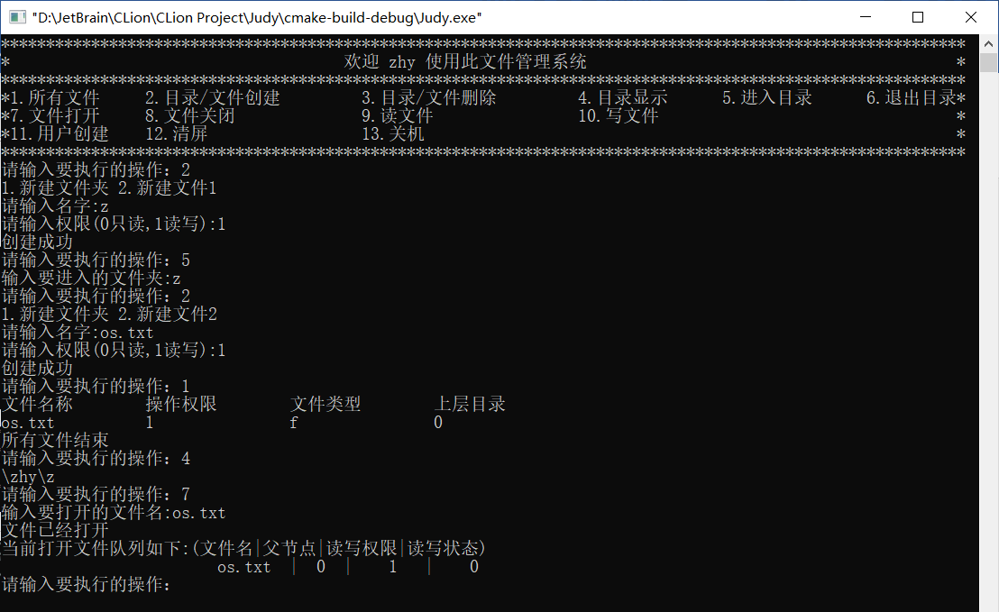 "D:\JetBrain\CLion\CLion Project\Judy\cmake-build-debug\Judy.exe"
***********************************************************************************************************
* 欢迎 zhy 使用此文件管理系统 *
***********************************************************************************************************
*1.所有文件 2.目录/文件创建 3.目录/文件删除 4.目录显示 5.进入目录 6.退出目录*
*7.文件打开 8.文件关闭 9.读文件 10.写文件 *
*11.用户创建 12.清屏 13.关机 *
***********************************************************************************************************
请输入要执行的操作：2
1.新建文件夹 2.新建文件1
请输入名字:z
请输入权限(0只读,1读写):1
创建成功
请输入要执行的操作：5
输入要进入的文件夹:z
请输入要执行的操作：2
1.新建文件夹 2.新建文件2
请输入名字:os.txt
请输入权限(0只读,1读写):1
创建成功
请输入要执行的操作：1
文件名称 操作权限 文件类型 上层目录
os.txt 1 f 0
所有文件结束
请输入要执行的操作：4
\zhy\z
请输入要执行的操作：7
输入要打开的文件名:os.txt
文件已经打开
当前打开文件队列如下:(文件名|父节点|读写权限|读写状态)
os.txt | 0 | 1 | 0
请输入要执行的操作：